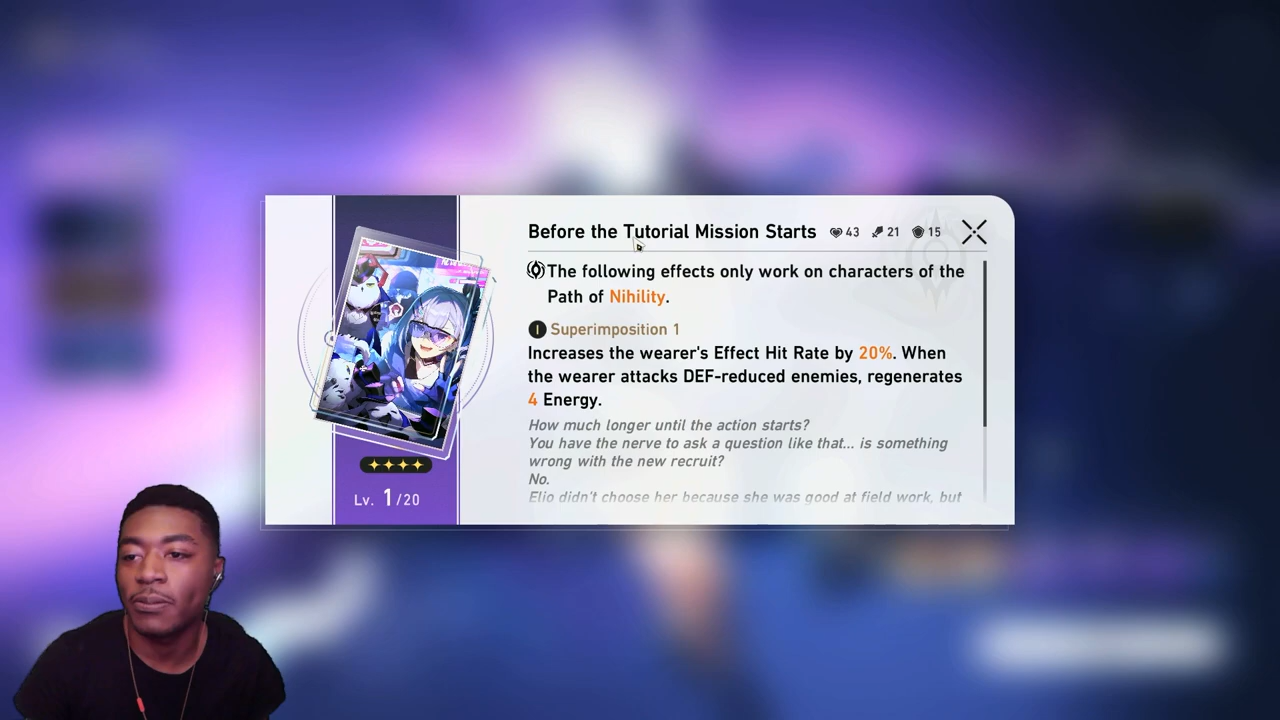 Before the Tutorial Mission Starts 43 21 15
The following effects only work on characters of the
Path of Nihility.
I Superimposition 1
Increases the wearer's Effect Hit Rate by 20%. When
the wearer attacks DEF-reduced enemies, regenerates
4 Energy.
How much longer until the action starts?
You have the nerve to ask a question like that... is something
wrong with the new recruit?
No.
Elio didn't choose her because she was good at field work, but
Lv. 1/20